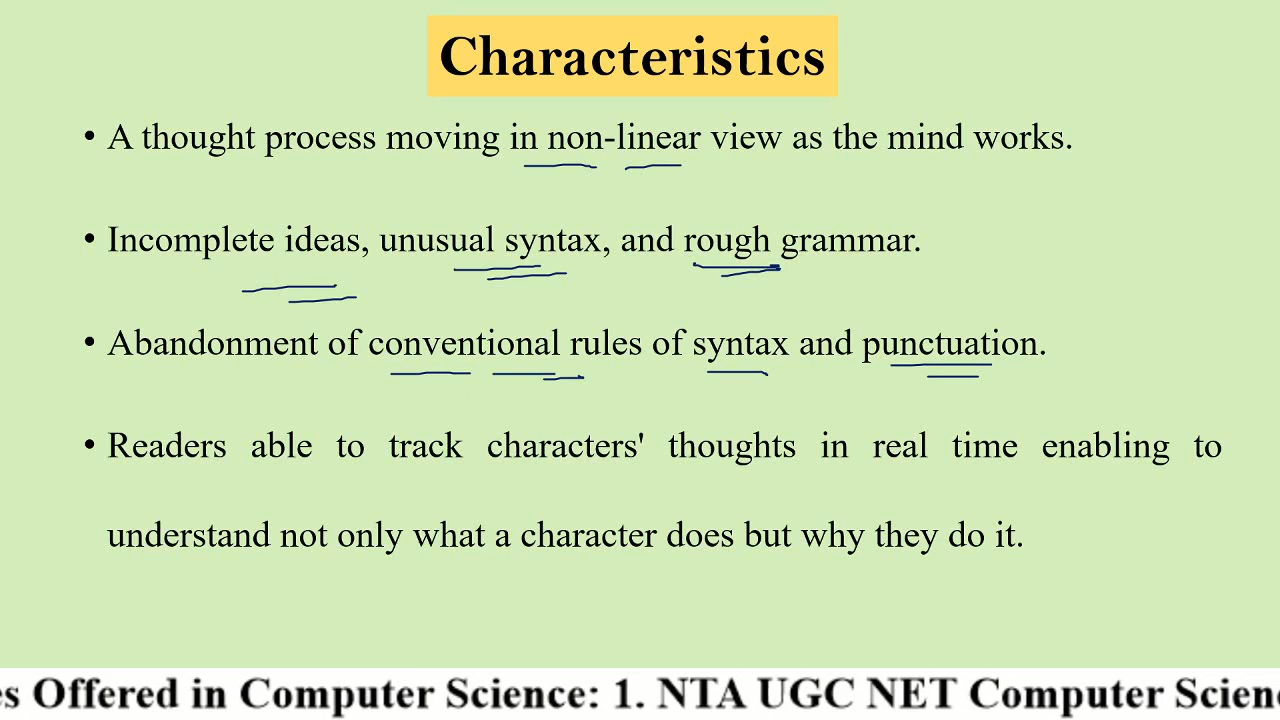 Characteristics
• A thought process moving in non-linear view as the mind works.
• Incomplete ideas, unusual syntax, and rough grammar.
• Abandonment of conventional rules of syntax and punctuation.
• Readers able to track characters' thoughts in real time enabling to
understand not only what a character does but why they do it.
es Offered in Computer Science: 1. NTA UGC NET Computer Scien